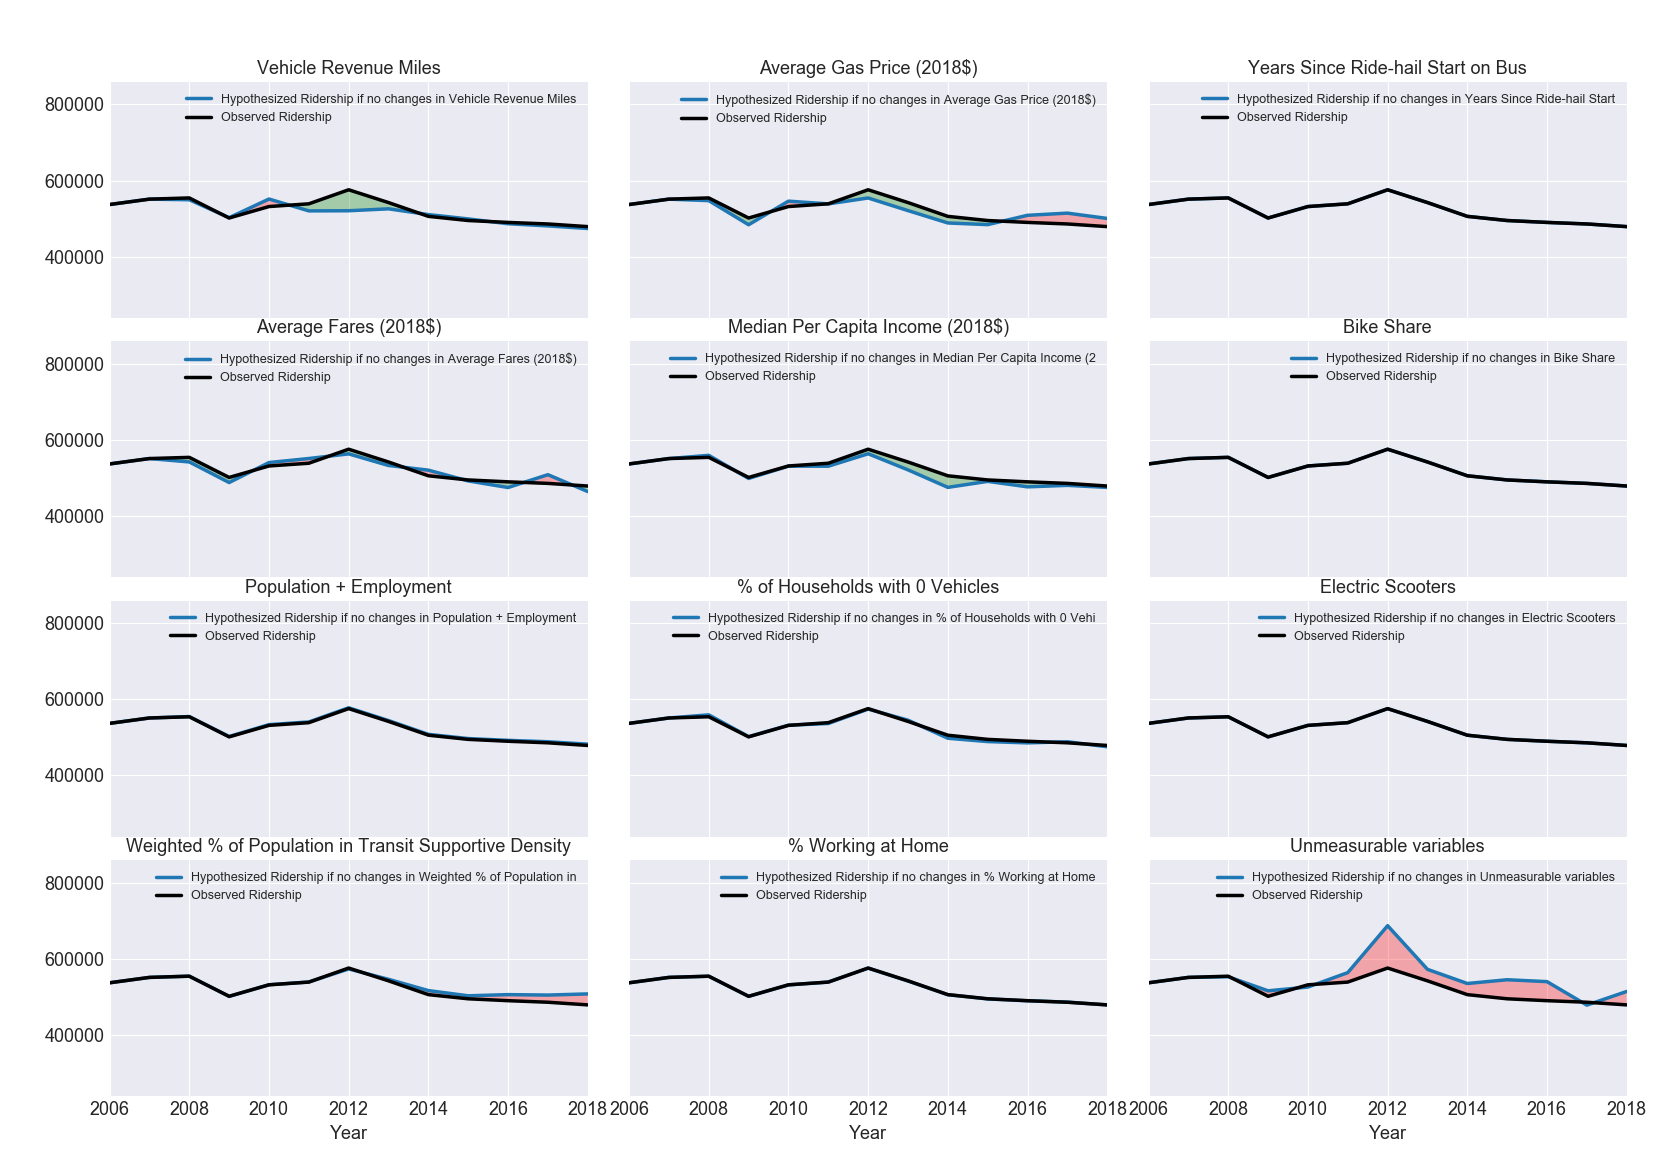 Vehicle Revenue Miles
800000
600000
400000
Hypothesized Ridership if no changes in Vehicle Revenue Miles
Observed Ridership
Average Gas Price (2018$)
Hypothesized Ridership if no changes in Average Gas Price (2018$)
Observed Ridership
Years Since Ride-hail Start on Bus
Hypothesized Ridership if no changes in Years Since Ride-hail Start
Observed Ridership
Average Fares (2018$)
800000
600000
400000
Hypothesized Ridership if no changes in Average Fares (2018$)
Observed Ridership
Median Per Capita Income (2018$)
Hypothesized Ridership if no changes in Median Per Capita Income (2
Observed Ridership
Bike Share
Hypothesized Ridership if no changes in Bike Share
Observed Ridership
Population + Employment
800000
600000
400000
Hypothesized Ridership if no changes in Population + Employment
Observed Ridership
% of Households with 0 Vehicles
Hypothesized Ridership if no changes in % of Households with 0 Vehi
Observed Ridership
Electric Scooters
Hypothesized Ridership if no changes in Electric Scooters
Observed Ridership
Weighted % of Population in Transit Supportive Density
800000
600000
400000
Hypothesized Ridership if no changes in Weighted % of Population in
Observed Ridership
2006 2008 2010 2012 2014 2016 2018
Year
% Working at Home
Hypothesized Ridership if no changes in % Working at Home
Observed Ridership
2006 2008 2010 2012 2014 2016 2018
Year
Unmeasurable variables
Hypothesized Ridership if no changes in Unmeasurable variables
Observed Ridership
2006 2008 2010 2012 2014 2016 2018
Year